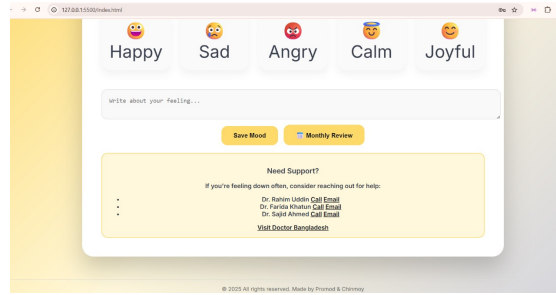 127.0.0.1:5500/index.html
Happy Sad Angry Calm Joyful
Write about your feeling...
Save Mood Monthly Review
Need Support?
If you're feeling down often, consider reaching out for help:
Dr. Rahim Uddin Call Email
Dr. Farida Khatun Call Email
Dr. Sajid Ahmed Call Email
Visit Doctor Bangladesh
© 2025 All rights reserved. Made by Promod & Chinmoy